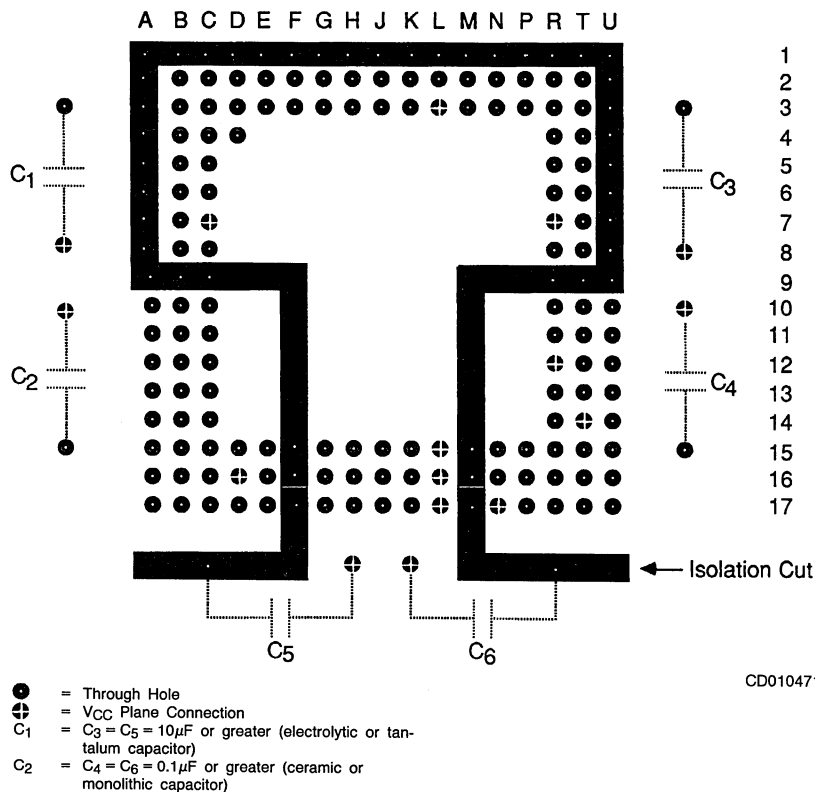 A B C D E F G H J K L M N P R T U
1
2
3
4
5
6
7
8
9
10
11
12
13
14
15
16
17
C1
C3
C2
C4
Isolation Cut
C5
C6
CD010471
= Through Hole
= VCC Plane Connection
C1 = C3 = C5 = 10μF or greater (electrolytic or tan-
talum capacitor)
C2 = C4 = C6 = 0.1μF or greater (ceramic or
monolithic capacitor)